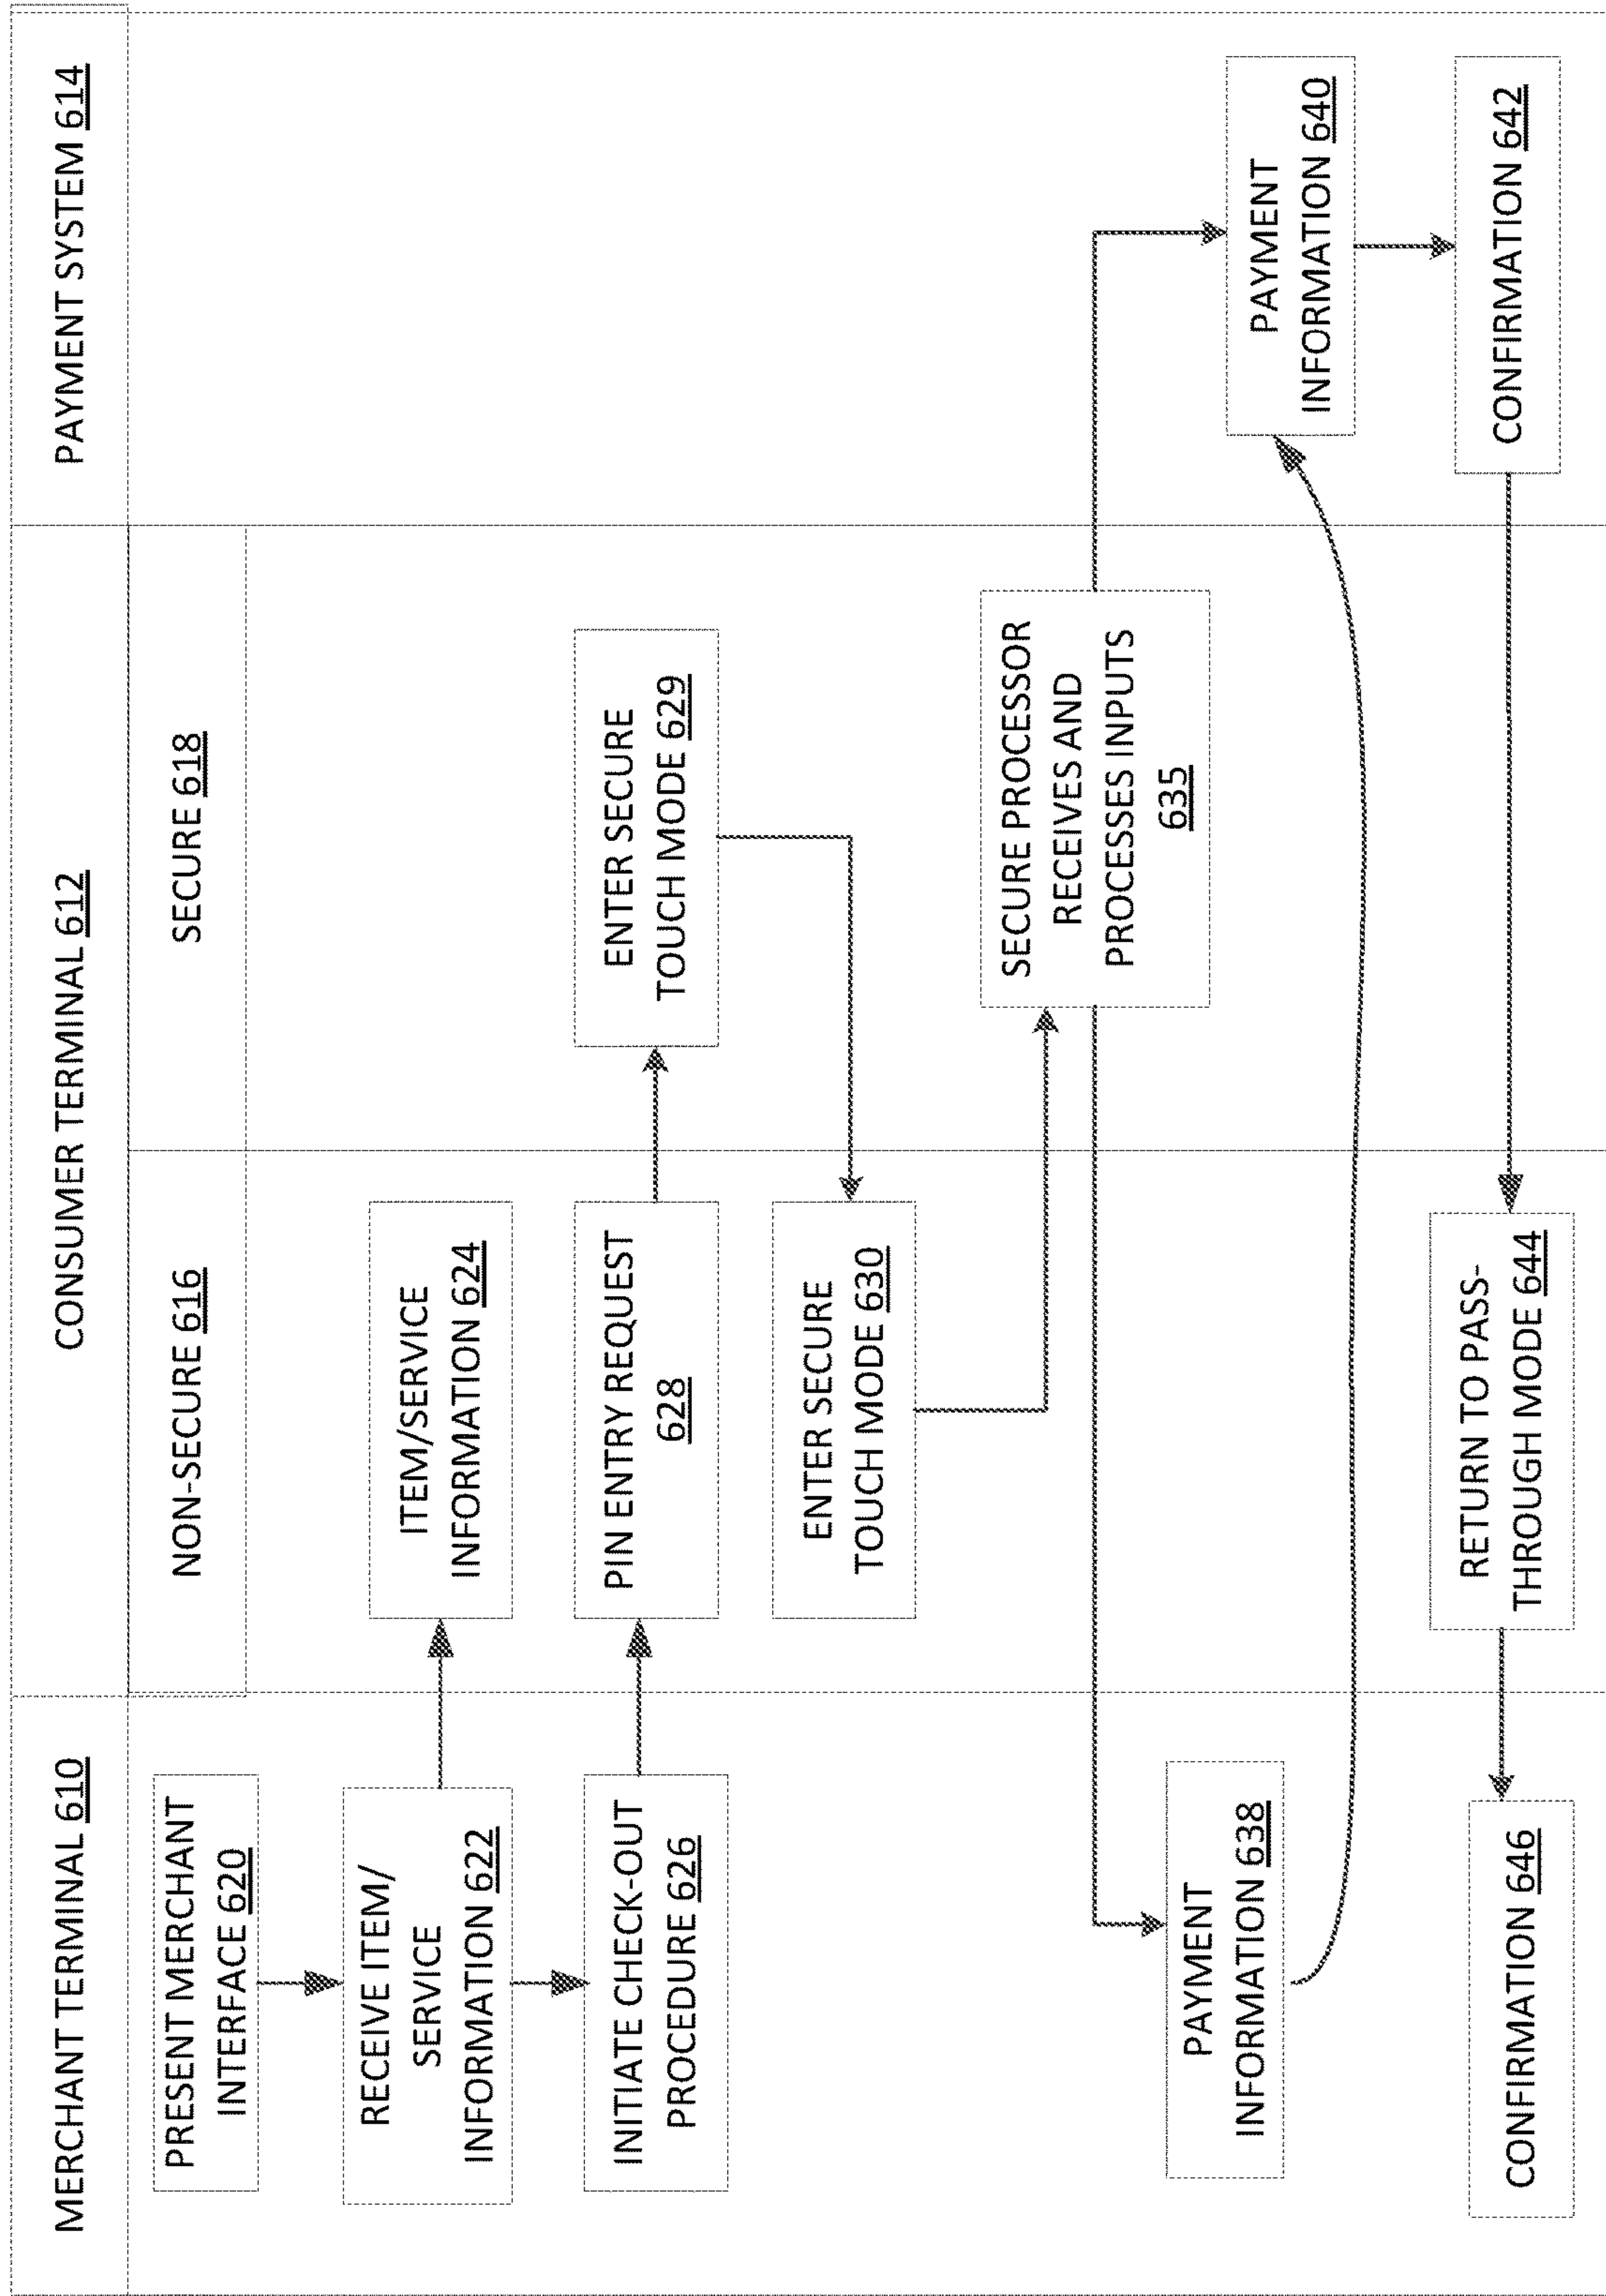 MERCHANT TERMINAL 610
CONSUMER TERMINAL 612
PAYMENT SYSTEM 614
NON-SECURE 616
SECURE 618
PRESENT MERCHANT
INTERFACE 620
RECEIVE ITEM/
SERVICE
INFORMATION 622
ITEM/SERVICE
INFORMATION 624
INITIATE CHECK-OUT
PROCEDURE 626
PIN ENTRY REQUEST
628
ENTER SECURE
TOUCH MODE 629
ENTER SECURE
TOUCH MODE 630
SECURE PROCESSOR
RECEIVES AND
PROCESSES INPUTS
635
PAYMENT
INFORMATION 638
PAYMENT
INFORMATION 640
CONFIRMATION 642
RETURN TO PASS-
THROUGH MODE 644
CONFIRMATION 646